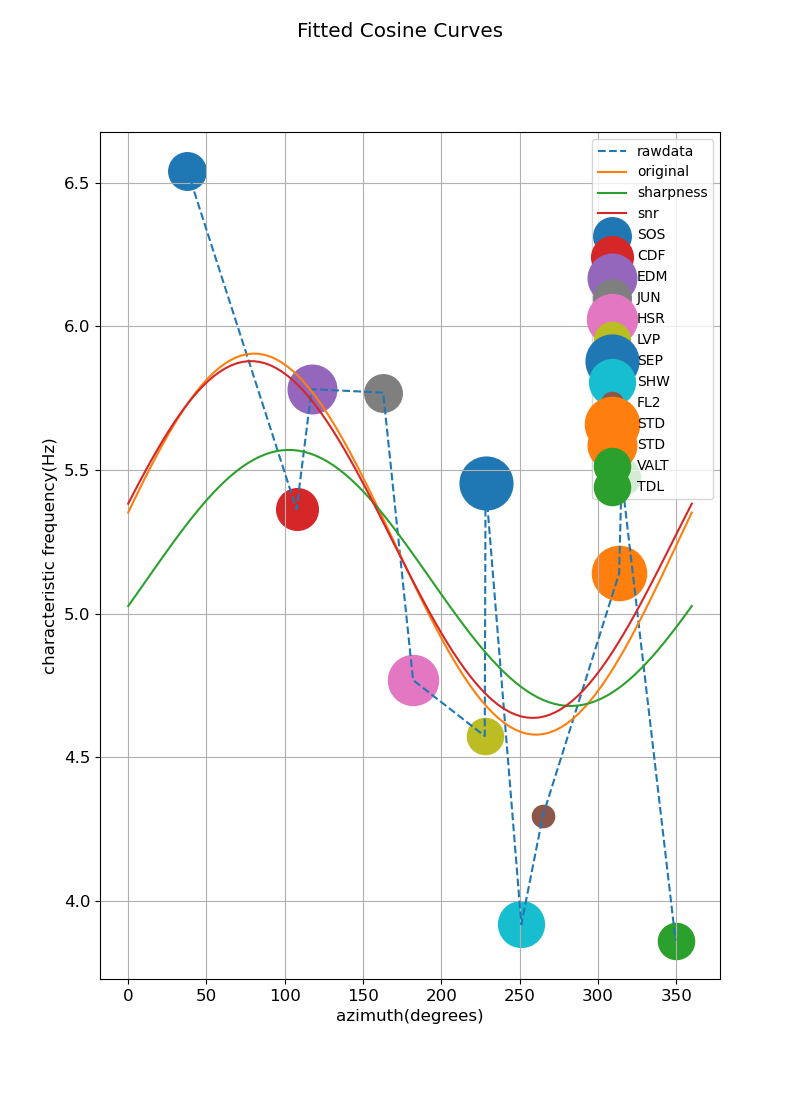 Fitted Cosine Curves
rawdata
original
sharpness
snr
SOS
CDF
EDM
JUN
HSR
LVP
SEP
SHW
FL2
STD
STD
VALT
TDL
characteristic frequency(Hz)
6.5
6.0
5.5
5.0
4.5
4.0
0 50 100 150 200 250 300 350
azimuth(degrees)